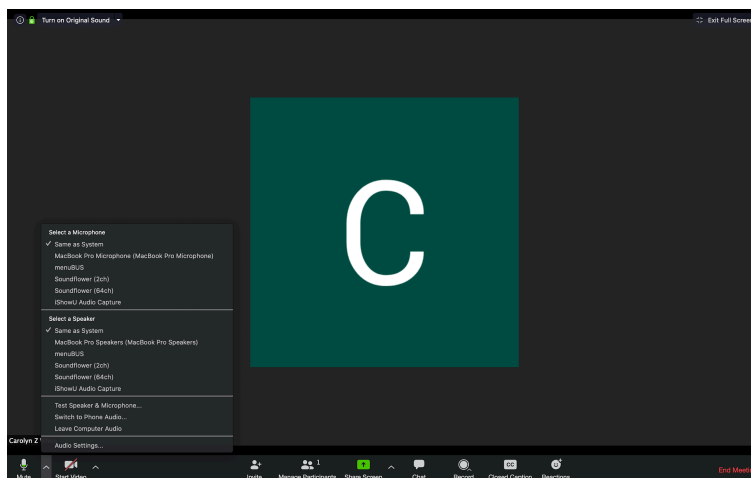 Turn on Original Sound
Exit Full Screen
C
Select a Microphone
Same as System
MacBook Pro Microphone (MacBook Pro Microphone)
menuBUS
Soundflower (2ch)
Soundflower (64ch)
iShowU Audio Capture
Select a Speaker
Same as System
MacBook Pro Speakers (MacBook Pro Speakers)
menuBUS
Soundflower (2ch)
Soundflower (64ch)
iShowU Audio Capture
Test Speaker & Microphone...
Switch to Phone Audio...
Leave Computer Audio
Audio Settings...
Carolyn Z
1
CC
Mute
Start Video
Invite
Manage Participants
Share Screen
Chat
Record
Closed Caption
Reactions
End Meeting